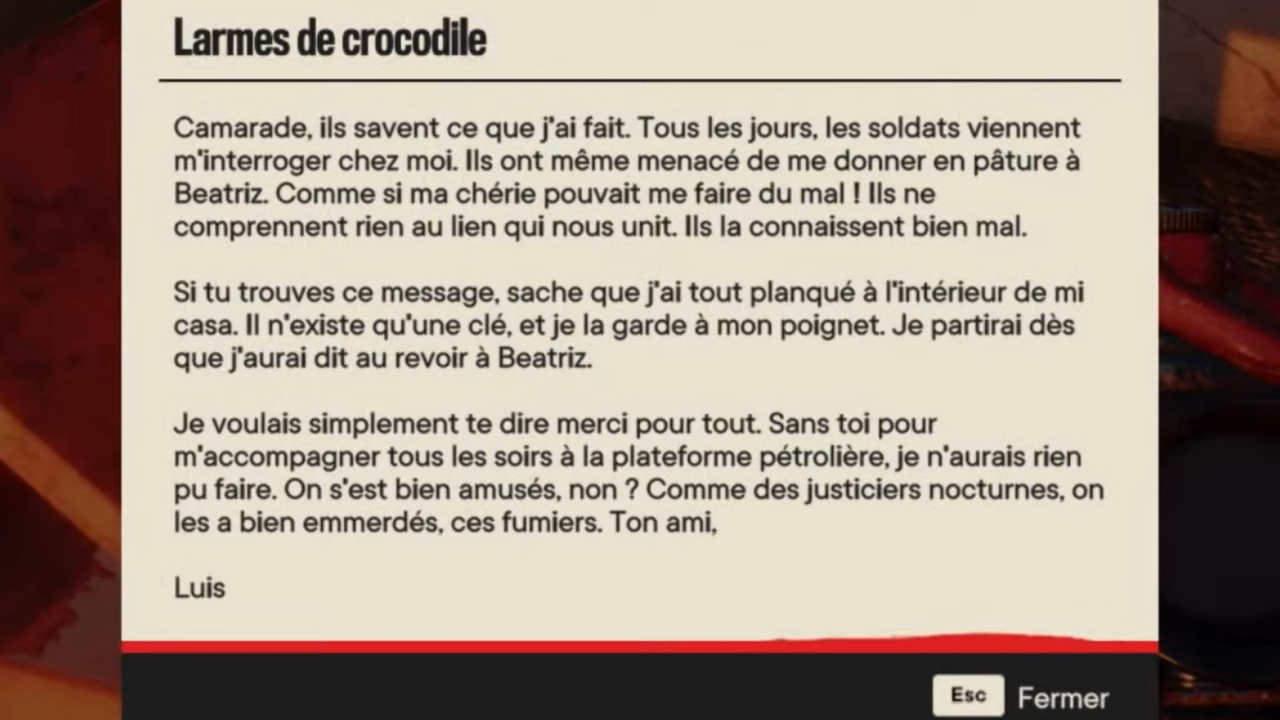 Larmes de crocodile
Camarade, ils savent ce que j'ai fait. Tous les jours, les soldats viennent
m'interroger chez moi. Ils ont même menacé de me donner en pâture à
Beatriz. Comme si ma chérie pouvait me faire du mal ! Ils ne
comprennent rien au lien qui nous unit. Ils la connaissent bien mal.
Si tu trouves ce message, sache que j'ai tout planqué à l'intérieur de mi
casa. Il n'existe qu'une clé, et je la garde à mon poignet. Je partirai dès
que j'aurai dit au revoir à Beatriz.
Je voulais simplement te dire merci pour tout. Sans toi pour
m'accompagner tous les soirs à la plateforme pétrolière, je n'aurais rien
pu faire. On s'est bien amusés, non ? Comme des justiciers nocturnes, on
les a bien emmerdés, ces fumiers. Ton ami,
Luis
Esc Fermer